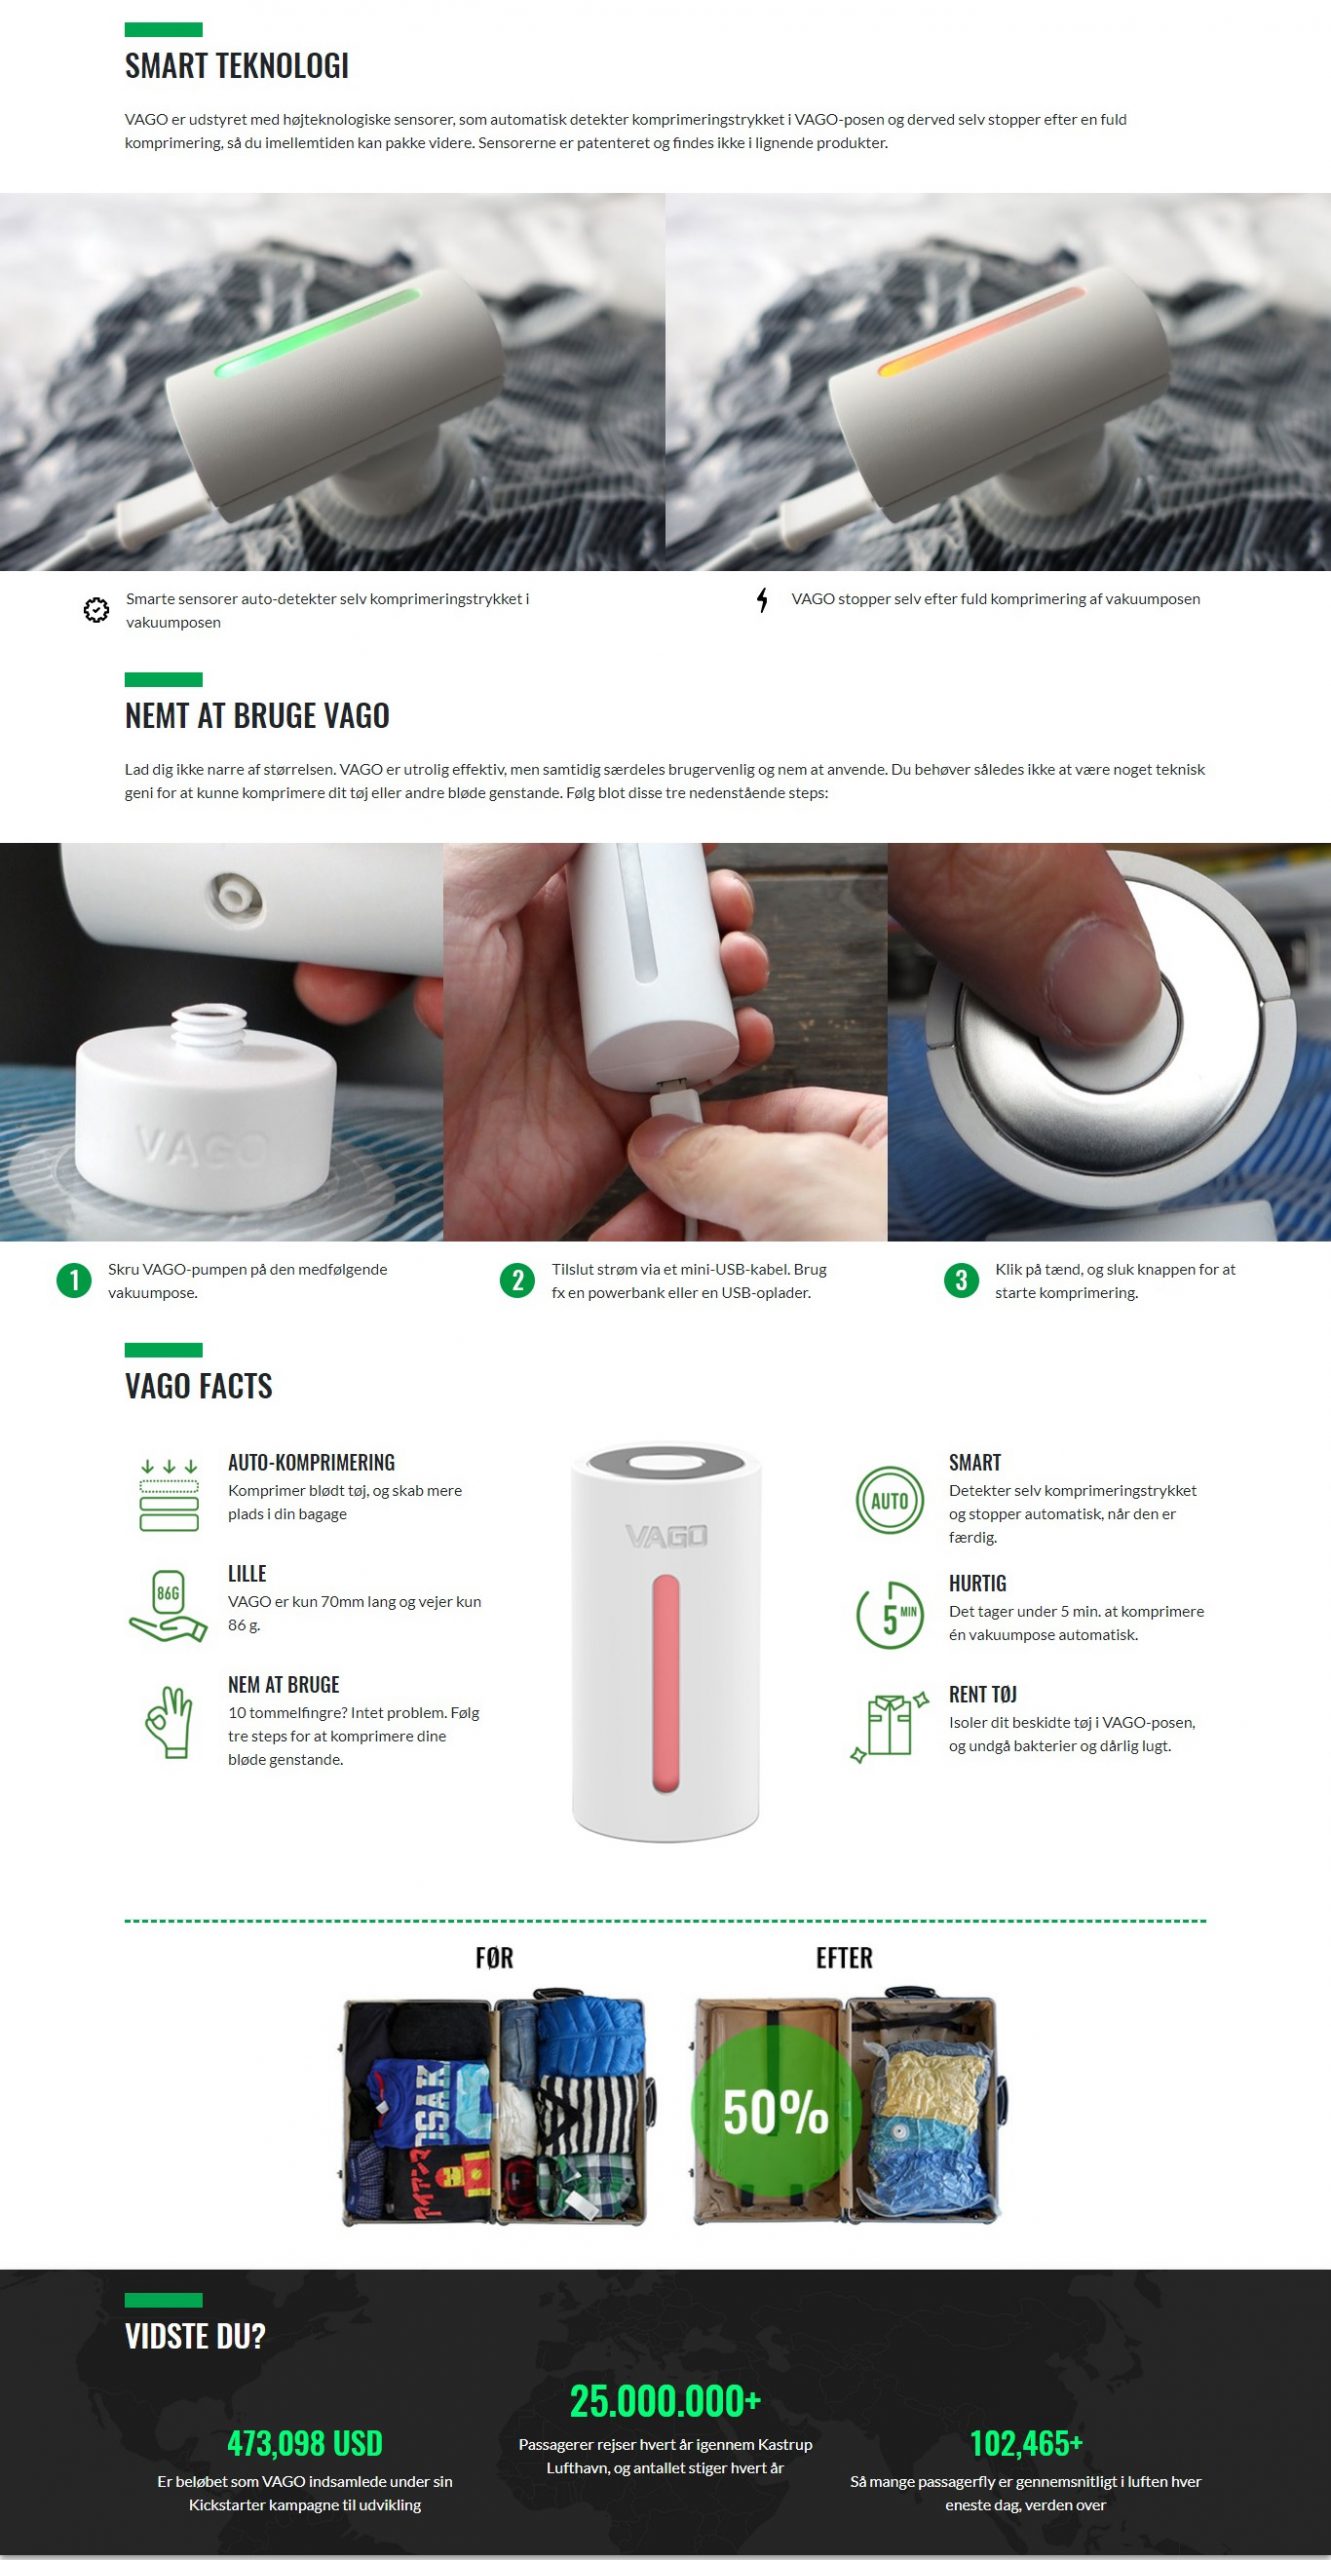 SMART TEKNOLOGI
VAGO er udstyret med højteknologiske sensorer, som automatisk detekter komprimeringstrykket i VAGO-posen og derved selv stopper efter en fuld
komprimering, så du imellemtiden kan pakke videre. Sensorerne er patenteret og findes ikke i lignende produkter.
Smarte sensorer auto-detekter selv komprimeringstrykket i
vakuumposen
VAGO stopper selv efter fuld komprimering af vakuumposen
NEMT AT BRUGE VAGO
Lad dig ikke narre af størrelsen. VAGO er utrolig effektiv, men samtidig særdeles brugervenlig og nem at anvende. Du behøver således ikke at være noget teknisk
geni for at kunne komprimere dit tøj eller andre bløde genstande. Følg blot disse tre nedenstående steps:
VAGO
1
Skru VAGO-pumpen på den medfølgende
vakuumpose.
2
Tilslut strøm via et mini-USB-kabel. Brug
fx en powerbank eller en USB-oplader.
3
Klik på tænd, og sluk knappen for at
starte komprimering.
VAGO FACTS
AUTO-KOMPRIMERING
Komprimer blødt tøj, og skab mere
plads i din bagage
86G
LILLE
VAGO er kun 70mm lang og vejer kun
86 g.
NEM AT BRUGE
10 tommelfingre? Intet problem. Følg
tre steps for at komprimere dine
bløde genstande.
VAGO
AUTO
SMART
Detekter selv komprimeringstrykket
og stopper automatisk, når den er
færdig.
5 MIN
HURTIG
Det tager under 5 min. at komprimere
én vakuumpose automatisk.
RENT TØJ
Isoler dit beskidte tøj i VAGO-posen,
og undgå bakterier og dårlig lugt.
FØR
EFTER
50%
VIDSTE DU?
473,098 USD
Er beløbet som VAGO indsamlede under sin
Kickstarter kampagne til udvikling
25.000.000+
Passagerer rejser hvert år igennem Kastrup
Lufthavn, og antallet stiger hvert år
102,465+
Så mange passagerfly er gennemsnitligt i luften hver
eneste dag, verden over